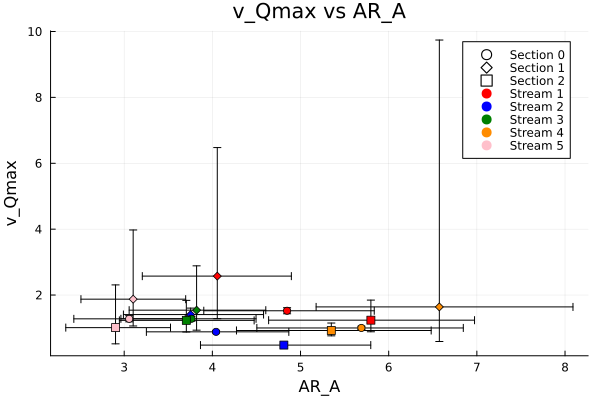 v_Qmax vs AR_A
10
8
6
4
2
v_Qmax
3
4
5
6
7
8
AR_A
Section 0
Section 1
Section 2
Stream 1
Stream 2
Stream 3
Stream 4
Stream 5